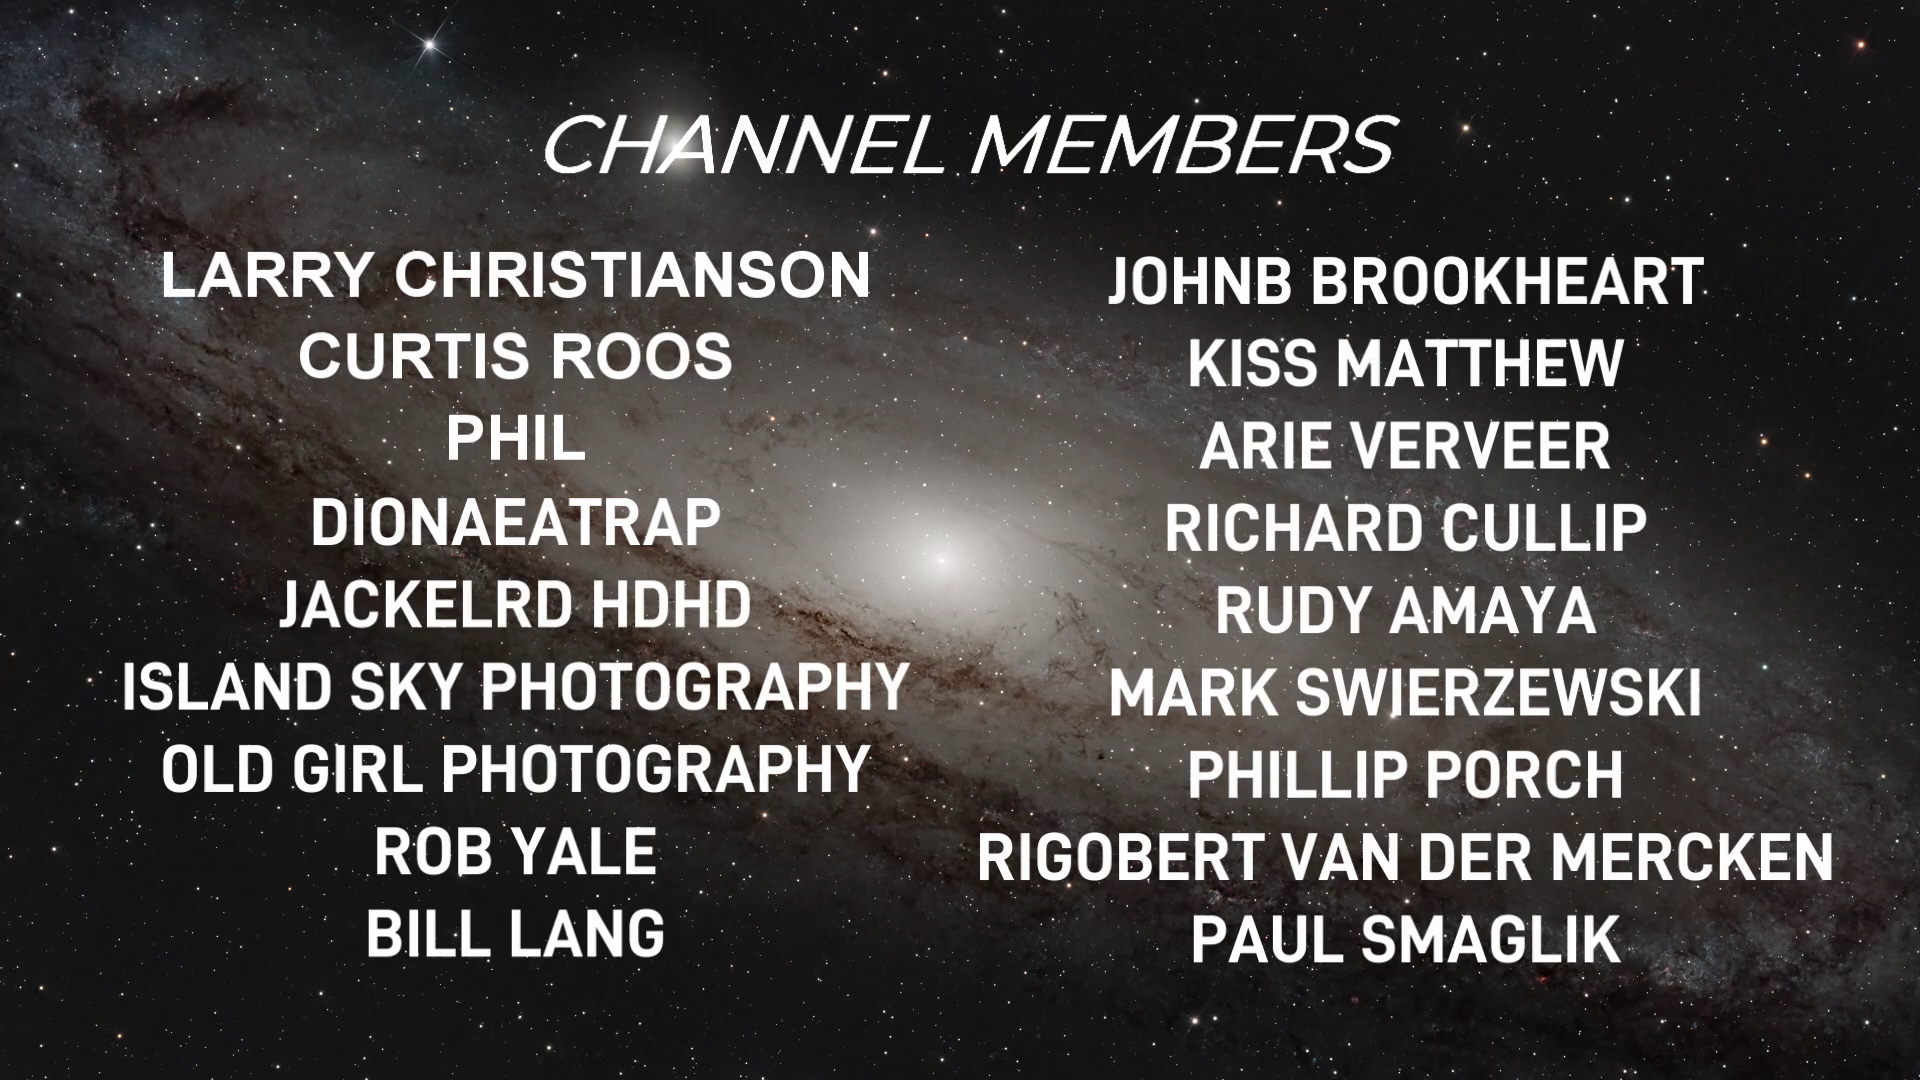 CHANNEL MEMBERS
LARRY CHRISTIANSON
CURTIS ROOS
PHIL
DIONAEATRAP
JACKELRD HDHD
ISLAND SKY PHOTOGRAPHY
OLD GIRL PHOTOGRAPHY
ROB YALE
BILL LANG
JOHNB BROOKHEART
KISS MATTHEW
ARIE VERVEER
RICHARD CULLIP
RUDY AMAYA
MARK SWIERZEWSKI
PHILLIP PORCH
RIGOBERT VAN DER MERCKEN
PAUL SMAGLIK